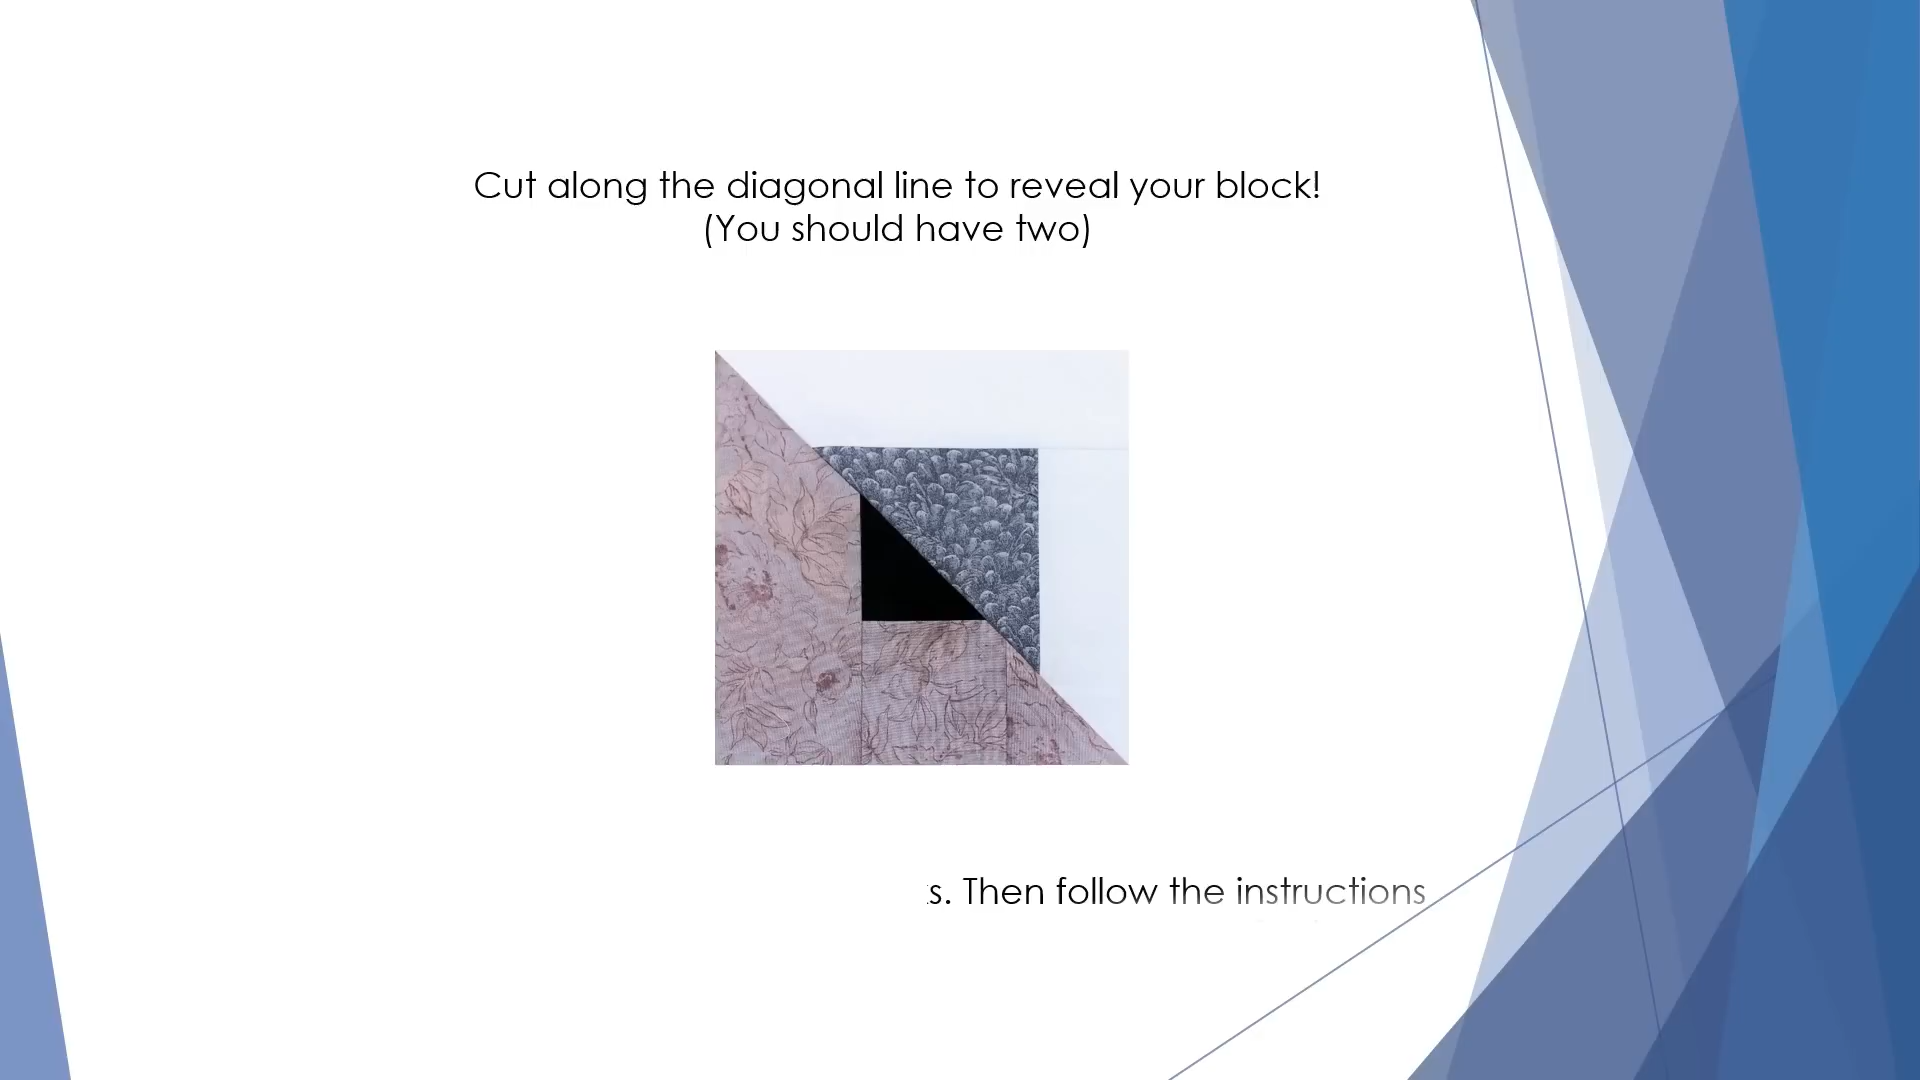 Cut along the diagonal line to reveal your block!
(You should have two)
Then follow the instructions